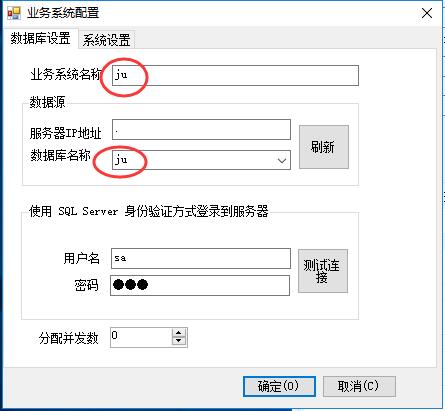 业务系统配置
数据库设置 系统设置
业务系统名称 ju
数据源
服务器IP地址 .
数据库名称 ju
刷新
使用 SQL Server 身份验证方式登录到服务器
用户名 sa
密码 ●●●
测试连接
分配并发数 0
确定(O) 取消(C)